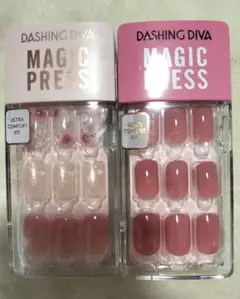 DASHING DIVA
MAGIC
PRESS
ULTRA
COMFORT
FIT
DASHING DIVA
MAGIC
PRESS
ULTRA
COMFORT
FIT